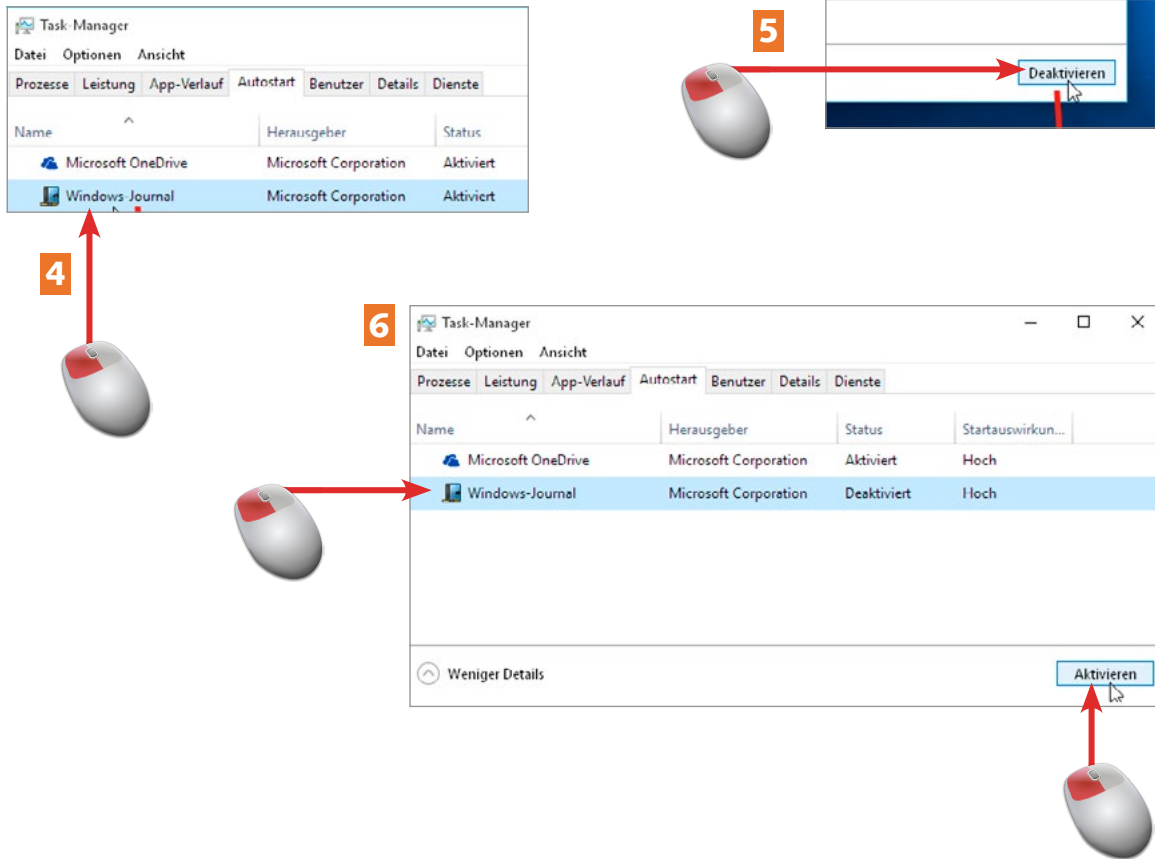 Task-Manager
Datei Optionen Ansicht
Prozesse Leistung App-Verlauf Autostart Benutzer Details Dienste
Name Herausgeber Status
Microsoft OneDrive Microsoft Corporation Aktiviert
Windows-Journal Microsoft Corporation Aktiviert
4
5
Deaktivieren
6
Task-Manager
Datei Optionen Ansicht
Prozesse Leistung App-Verlauf Autostart Benutzer Details Dienste
Name Herausgeber Status Startauswirkun...
Microsoft OneDrive Microsoft Corporation Aktiviert Hoch
Windows-Journal Microsoft Corporation Deaktiviert Hoch
Weniger Details Aktivieren